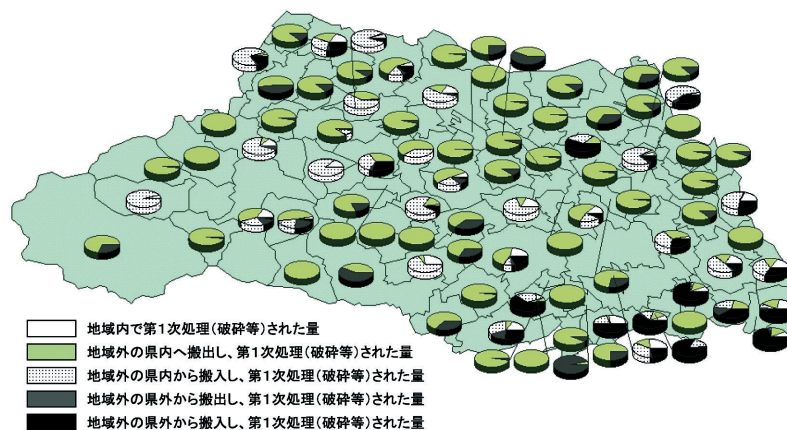 地域内で第1次処理(破砕等)された量
地域外の県内へ搬出し、第1次処理(破砕等)された量
地域外の県内から搬入し、第1次処理(破砕等)された量
地域外の県外から搬出し、第1次処理(破砕等)された量
地域外の県外から搬入し、第1次処理(破砕等)された量